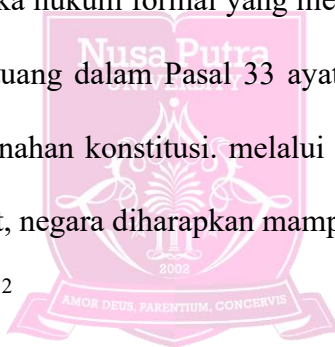 ka hukum formal yang me
Nusa Putra
UNIVERSITY
uang dalam Pasal 33 ayat
nahan konstitusi. melalui
t, negara diharapkan mamp
2002
2
AMOR DEUS, PARENTIUM, CONCERVIS